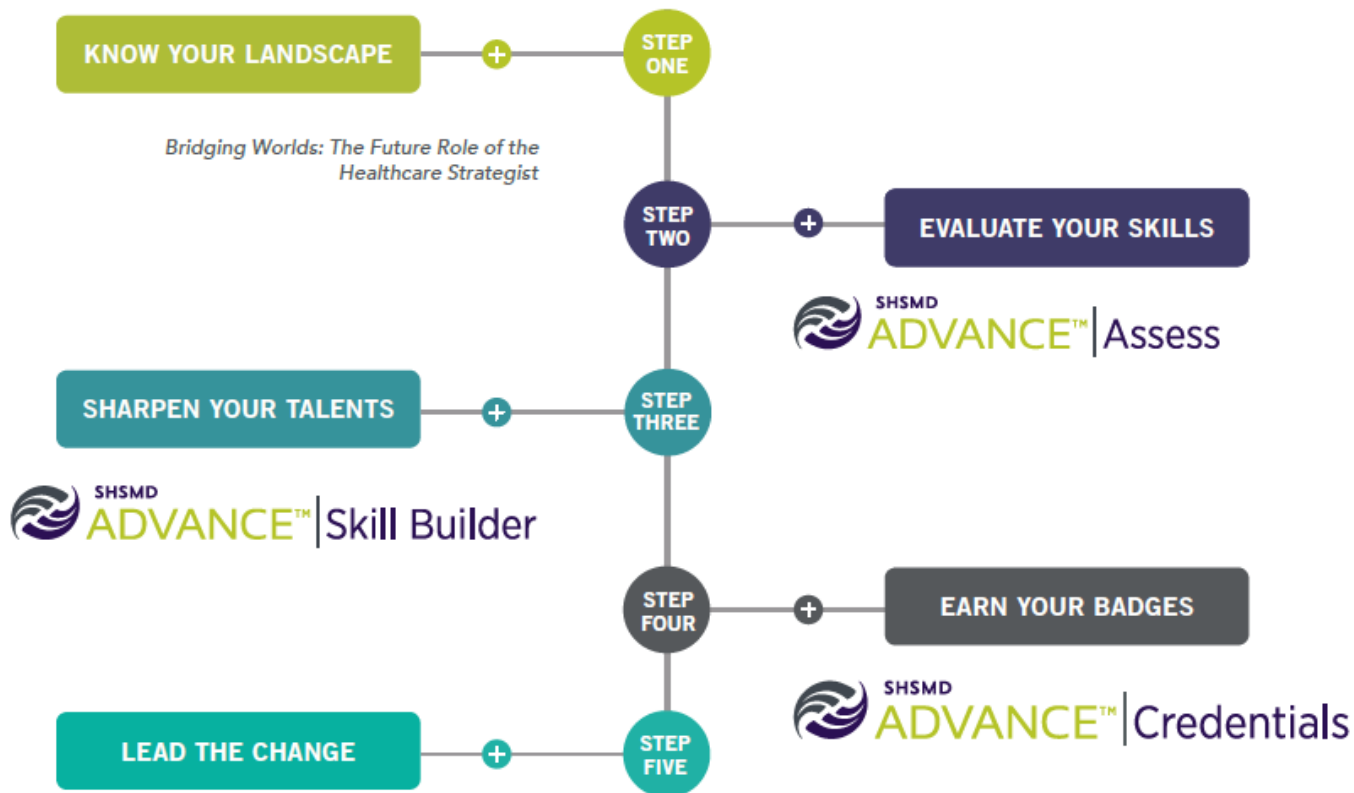 KNOW YOUR LANDSCAPE
+
STEP
ONE
Bridging Worlds: The Future Role of the
Healthcare Strategist
STEP
TWO
+
EVALUATE YOUR SKILLS
SHSMD
ADVANCE™|Assess
SHARPEN YOUR TALENTS
+
STEP
THREE
SHSMD
ADVANCE™|Skill Builder
STEP
FOUR
+
EARN YOUR BADGES
SHSMD
ADVANCE™|Credentials
LEAD THE CHANGE
+
STEP
FIVE